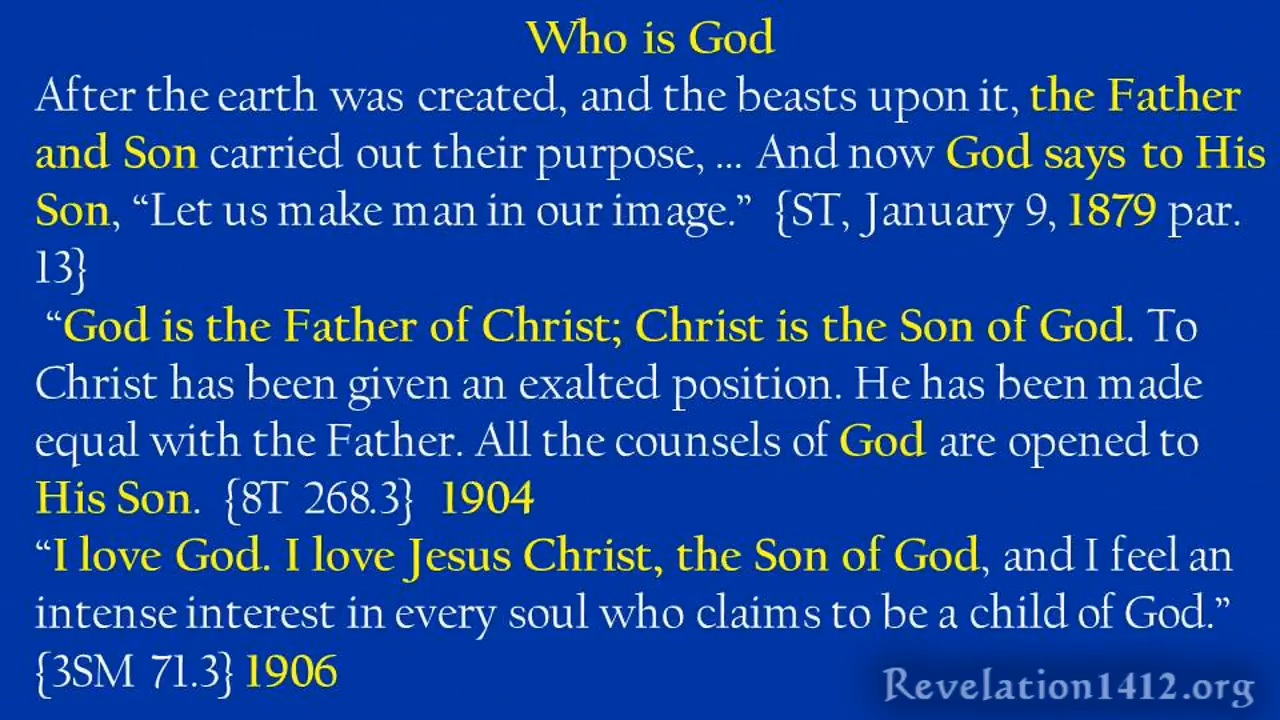 Who is God
After the earth was created, and the beasts upon it, the Father
and Son carried out their purpose, ... And now God says to His
Son, “Let us make man in our image.” {ST, January 9, 1879 par.
13}
“God is the Father of Christ; Christ is the Son of God. To
Christ has been given an exalted position. He has been made
equal with the Father. All the counsels of God are opened to
His Son. {8T 268.3} 1904
“I love God. I love Jesus Christ, the Son of God, and I feel an
intense interest in every soul who claims to be a child of God.”
{3SM 71.3} 1906
Revelation1412.org